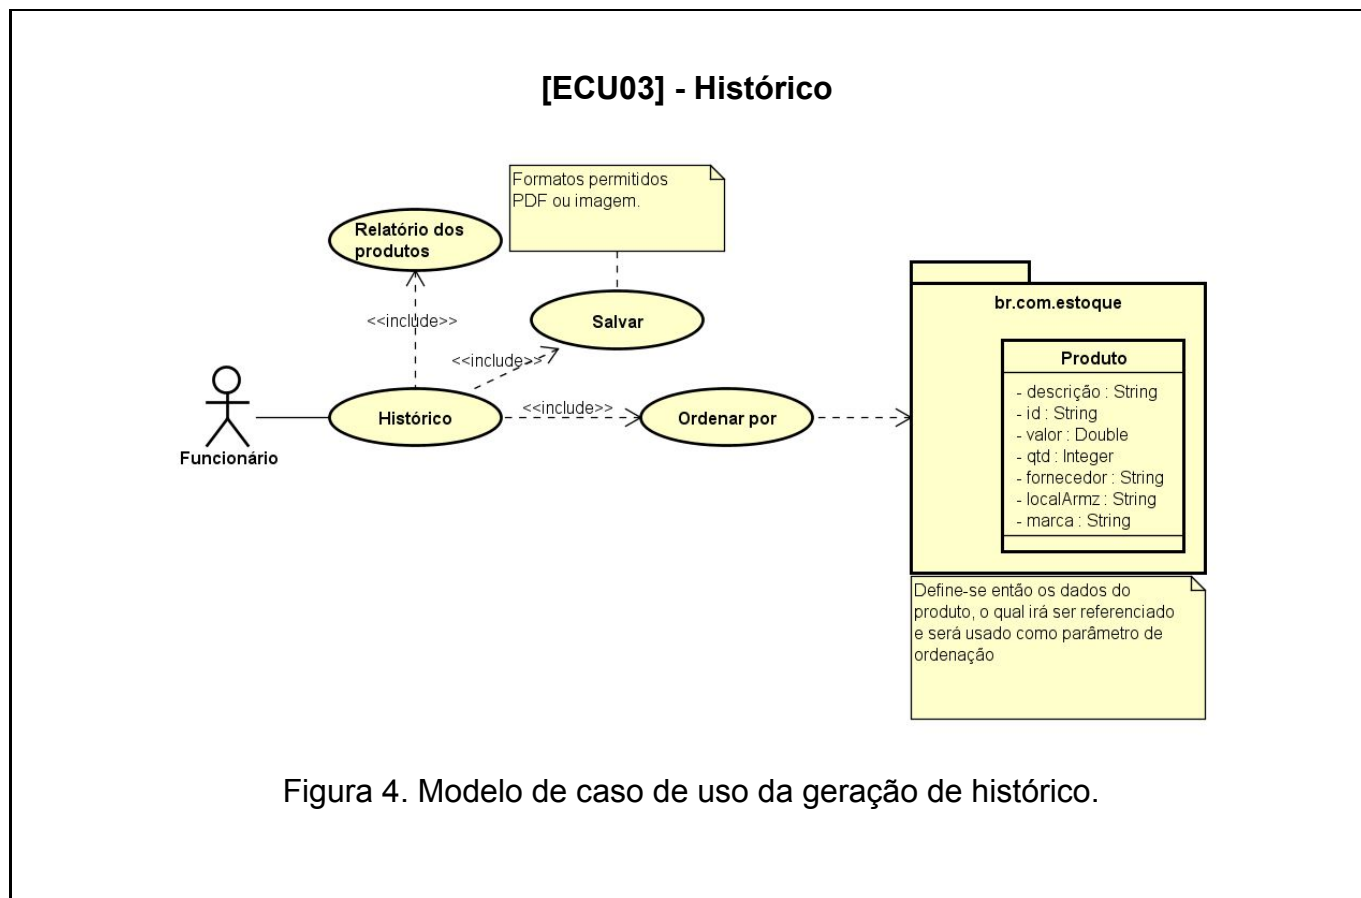 [ECU03] - Histórico
Formatos permitidos
PDF ou imagem.
Relatório dos
produtos
<<include>>
Salvar
<<include>>
Histórico
<<include>>
Ordenar por
Funcionário
br.com.estoque
Produto
- descrição : String
- id : String
- valor : Double
- qtd : Integer
- fornecedor : String
- localArmz : String
- marca : String
Define-se então os dados do
produto, o qual irá ser referenciado
e será usado como parâmetro de
ordenação
Figura 4. Modelo de caso de uso da geração de histórico.